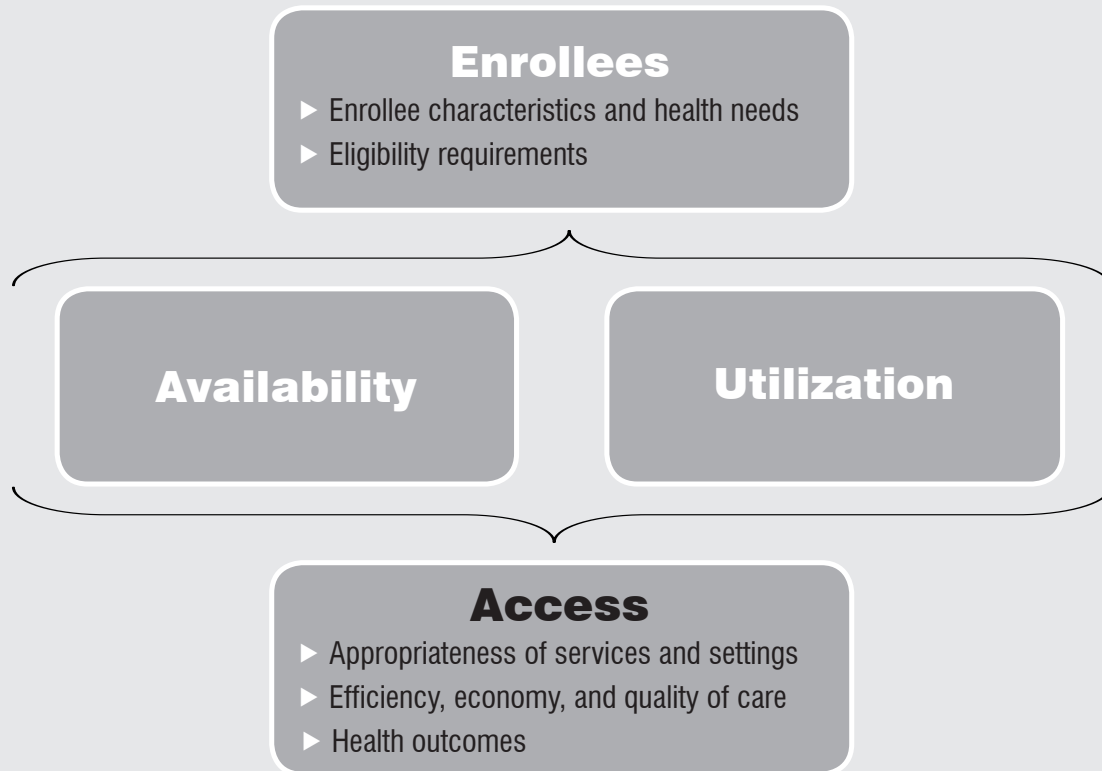 Enrollees
▶ Enrollee characteristics and health needs
▶ Eligibility requirements
Availability
Utilization
Access
▶ Appropriateness of services and settings
▶ Efficiency, economy, and quality of care
▶ Health outcomes